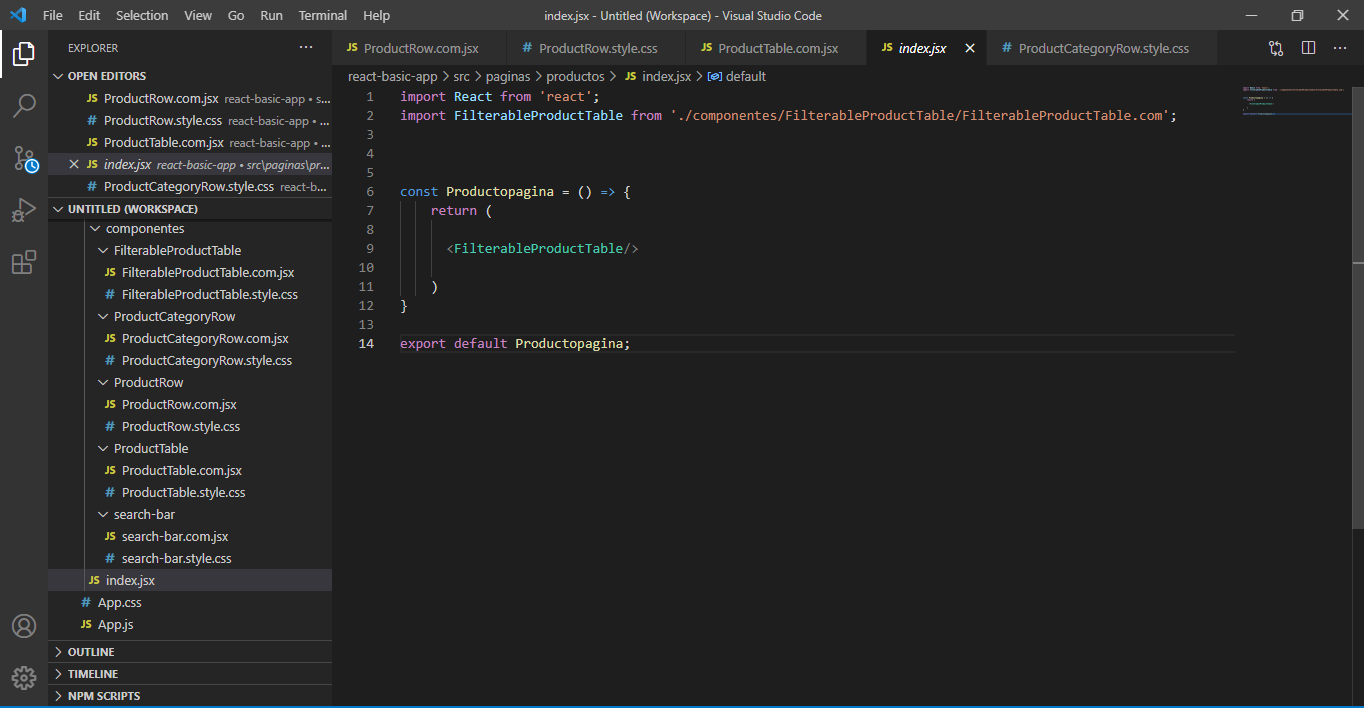 File Edit Selection View Go Run Terminal Help index.jsx - Untitled (Workspace) - Visual Studio Code
EXPLORER
OPEN EDITORS
JS ProductRow.com.jsx react-basic-app • s...
# ProductRow.style.css react-basic-app • ...
JS ProductTable.com.jsx react-basic-app • ...
JS index.jsx react-basic-app • src\paginas\pr...
# ProductCategoryRow.style.css react-b...
UNTITLED (WORKSPACE)
componentes
FilterableProductTable
JS FilterableProductTable.com.jsx
# FilterableProductTable.style.css
ProductCategoryRow
JS ProductCategoryRow.com.jsx
# ProductCategoryRow.style.css
ProductRow
JS ProductRow.com.jsx
# ProductRow.style.css
ProductTable
JS ProductTable.com.jsx
# ProductTable.style.css
search-bar
JS search-bar.com.jsx
# search-bar.style.css
JS index.jsx
# App.css
JS App.js
OUTLINE
TIMELINE
NPM SCRIPTS
JS ProductRow.com.jsx # ProductRow.style.css JS ProductTable.com.jsx JS index.jsx # ProductCategoryRow.style.css
react-basic-app > src > paginas > productos > JS index.jsx > default
1 import React from 'react';
2 import FilterableProductTable from './componentes/FilterableProductTable/FilterableProductTable.com';
3
4
5
6 const Productopagina = () => {
7 return (
8
9 <FilterableProductTable/>
10
11 )
12 }
13
14 export default Productopagina;